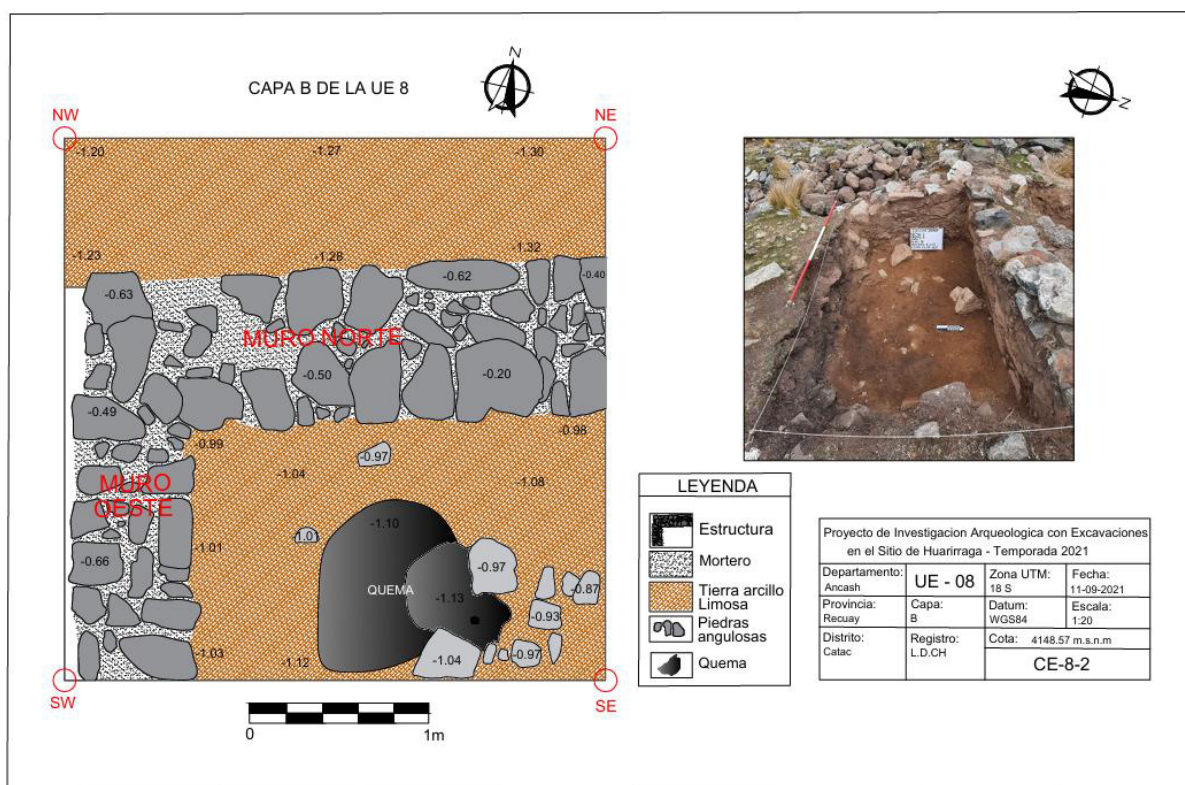 CAPA B DE LA UE 8
N
N
NW
NE
-1.20
-1.27
-1.30
-1.23
-1.28
-1.32
-0.63
-0.62
-0.40
MURO NORTE
-0.50
-0.20
-0.49
-0.99
-0.98
-0.97
MURO
OESTE
-1.04
-1.08
-1.10
-1.01
-1.01
-0.66
QUEMA
-1.13
-0.97
-0.87
-0.93
-1.03
-1.12
-1.04
-0.97
SW
SE
0
1m
LEYENDA
Estructura
Mortero
Tierra arcillo
Limosa
Piedras
angulosas
Quema
Proyecto de Investigacion Arqueologica con Excavaciones
en el Sitio de Huarirraga - Temporada 2021
Departamento:
Ancash
UE - 08
Zona UTM:
18 S
Fecha:
11-09-2021
Provincia:
Recuay
Capa:
B
Datum:
WGS84
Escala:
1:20
Distrito:
Catac
Registro:
L.D.CH
Cota: 4148.57 m.s.n.m
CE-8-2